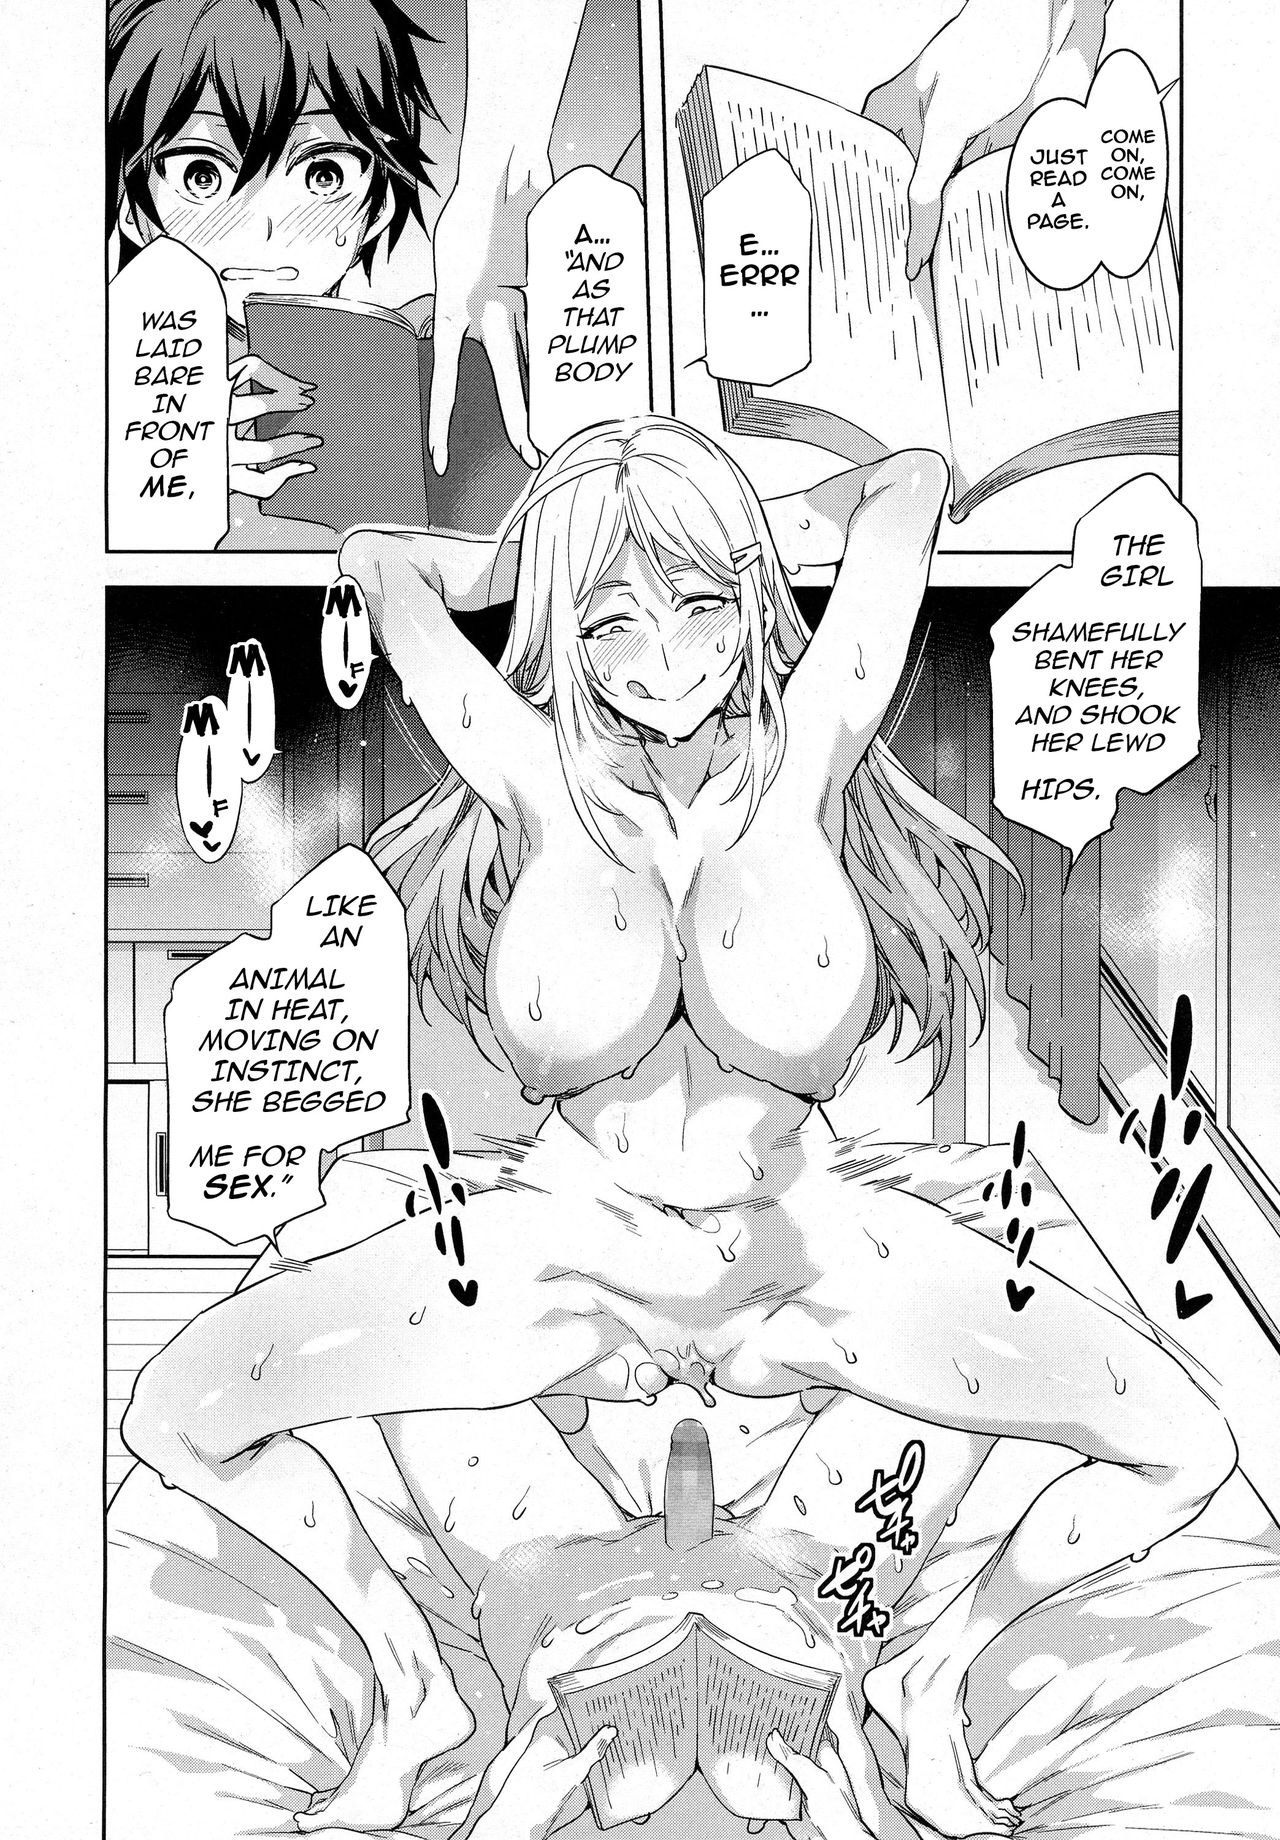 COME
ON,
COME
ON,
JUST
READ
A
PAGE.
E...
ERRR
...
A...
"AND
AS
THAT
PLUMP
BODY
WAS
LAID
BARE
IN
FRONT
OF
ME,
THE
GIRL
SHAMEFULLY
BENT HER
KNEES,
AND SHOOK
HER LEWD
HIPS.
M
F
M
M
F
LIKE
AN
ANIMAL
IN HEAT,
MOVING ON
INSTINCT,
SHE BEGGED
ME FOR
SEX."
ピチャ
ピチャ